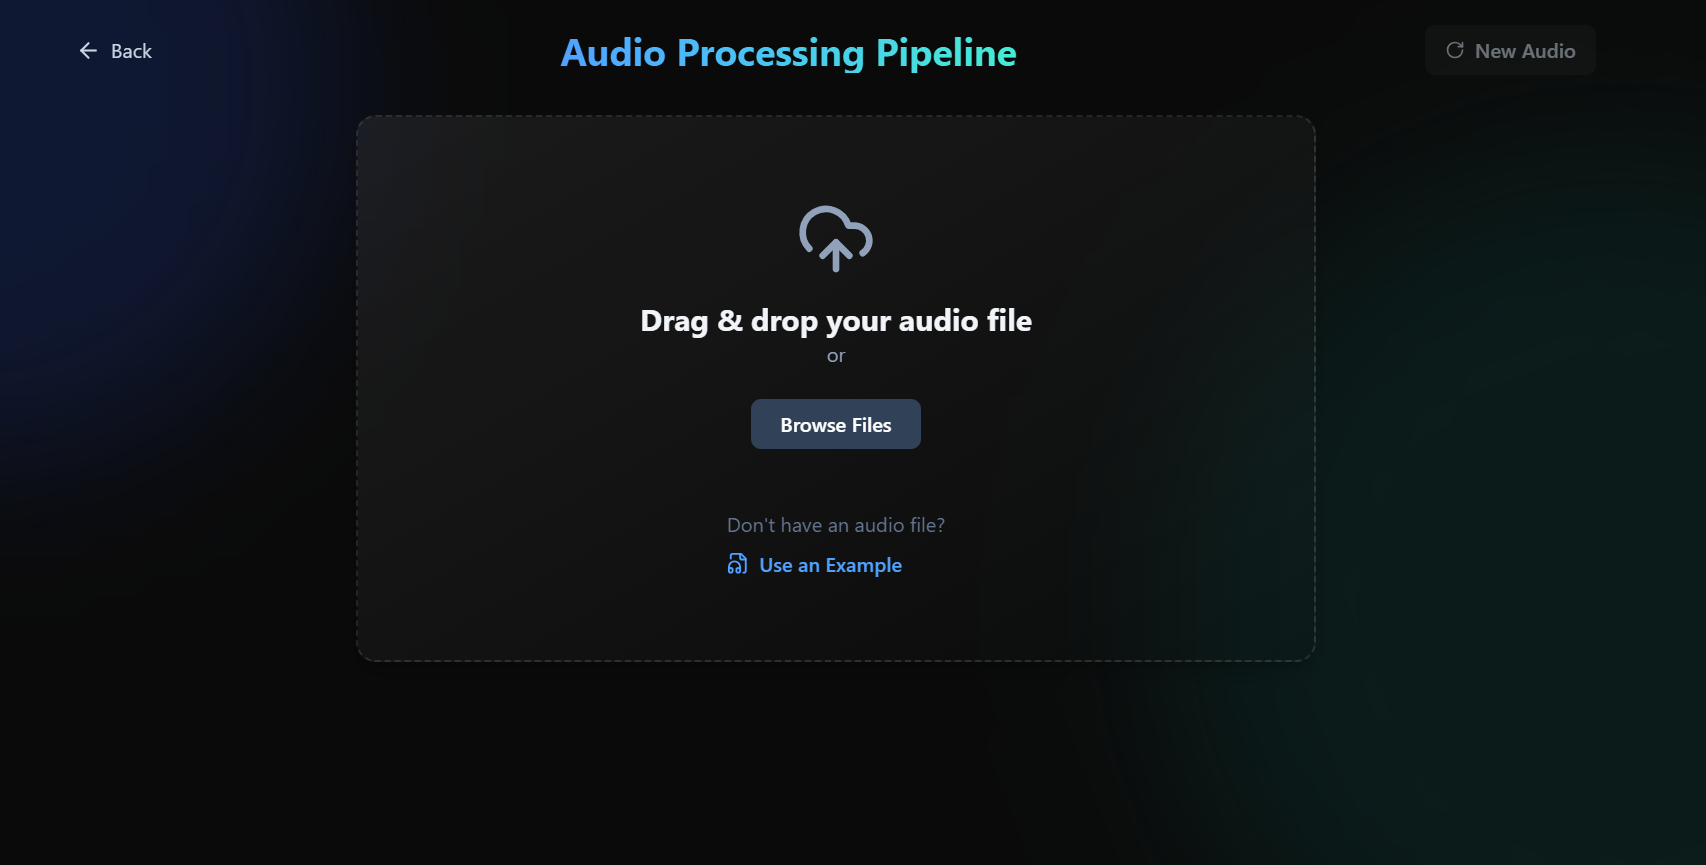 Back
Audio Processing Pipeline
New Audio
Drag & drop your audio file
or
Browse Files
Don't have an audio file?
Use an Example